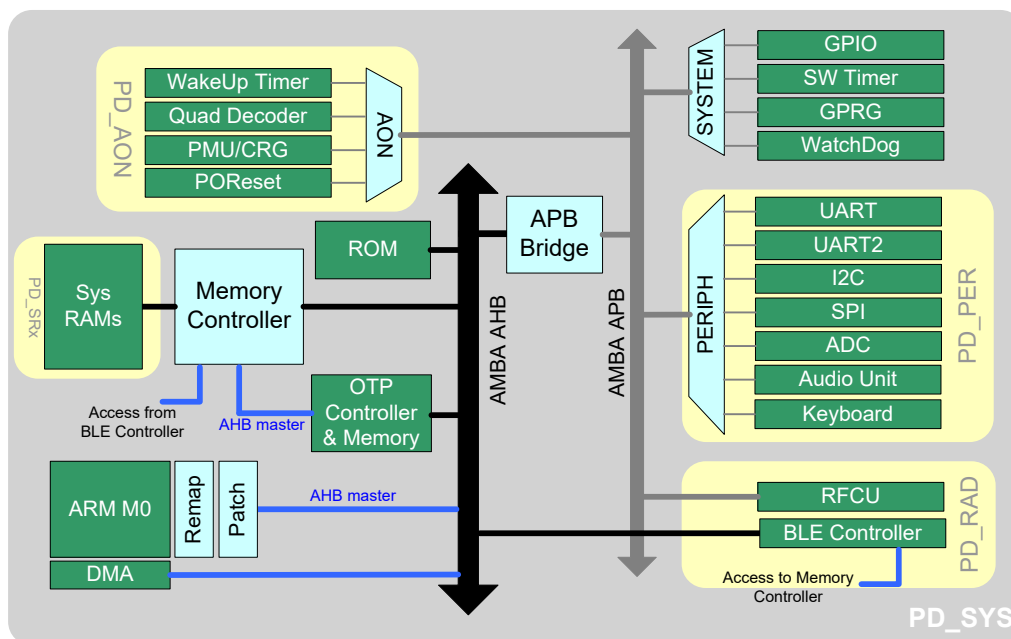 PD_AON
WakeUp Timer
Quad Decoder
PMU/CRG
POReset
AON
SYSTEM
GPIO
SW Timer
GPRG
WatchDog
ROM
APB
Bridge
PD_SRx
Sys
RAMs
Memory
Controller
AMBA AHB
AMBA APB
PERIPH
UART
UART2
I2C
SPI
ADC
Audio Unit
Keyboard
PD_PER
Access from
BLE Controller
AHB master
OTP
Controller
& Memory
ARM M0
Remap
Patch
AHB master
DMA
RFCU
BLE Controller
PD_RAD
Access to Memory
Controller
PD_SYS